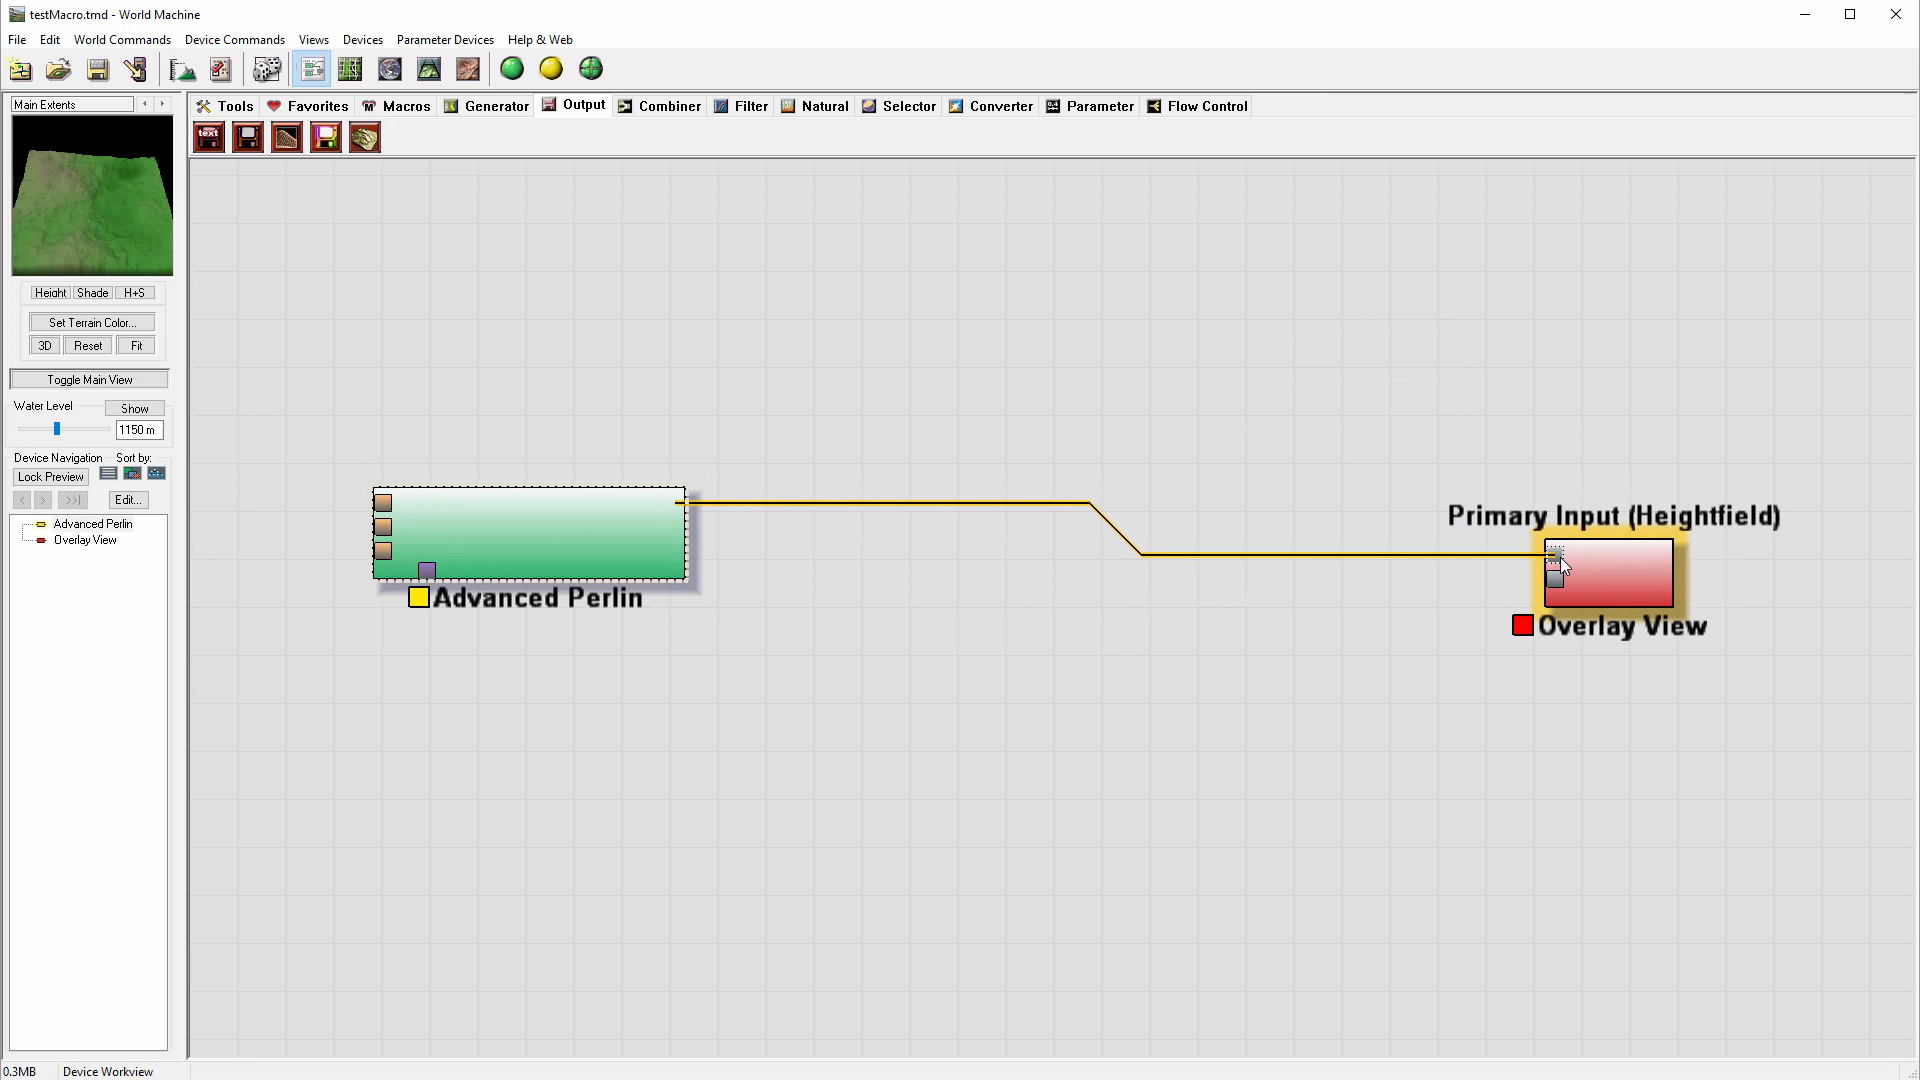 testMacro.tmd - World Machine
File Edit World Commands Device Commands Views Devices Parameter Devices Help & Web
Main Extents
Tools Favorites Macros Generator Output Combiner Filter Natural Selector Converter Parameter Flow Control
text
Height Shade H+S
Set Terrain Color...
3D Reset Fit
Toggle Main View
Water Level Show
1150 m
Device Navigation Sort by:
Lock Preview
< > >>| Edit...
Advanced Perlin
Overlay View
Primary Input (Heightfield)
Advanced Perlin
Overlay View
0.3MB Device Workview